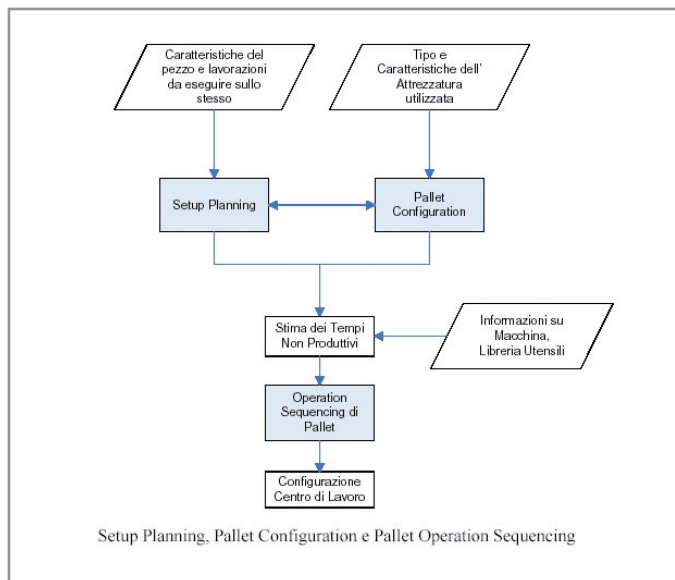 Caratteristiche del
pezzo e lavorazioni
da eseguire sullo
stesso
Tipo e
Caratteristiche dell'
Attrezzatura
utilizzata
Setup Planning
Pallet
Configuration
Stima dei Tempi
Non Produttivi
Informazioni su
Macchina,
Libreria Utensili
Operation
Sequencing di
Pallet
Configurazione
Centro di Lavoro
Setup Planning, Pallet Configuration e Pallet Operation Sequencing